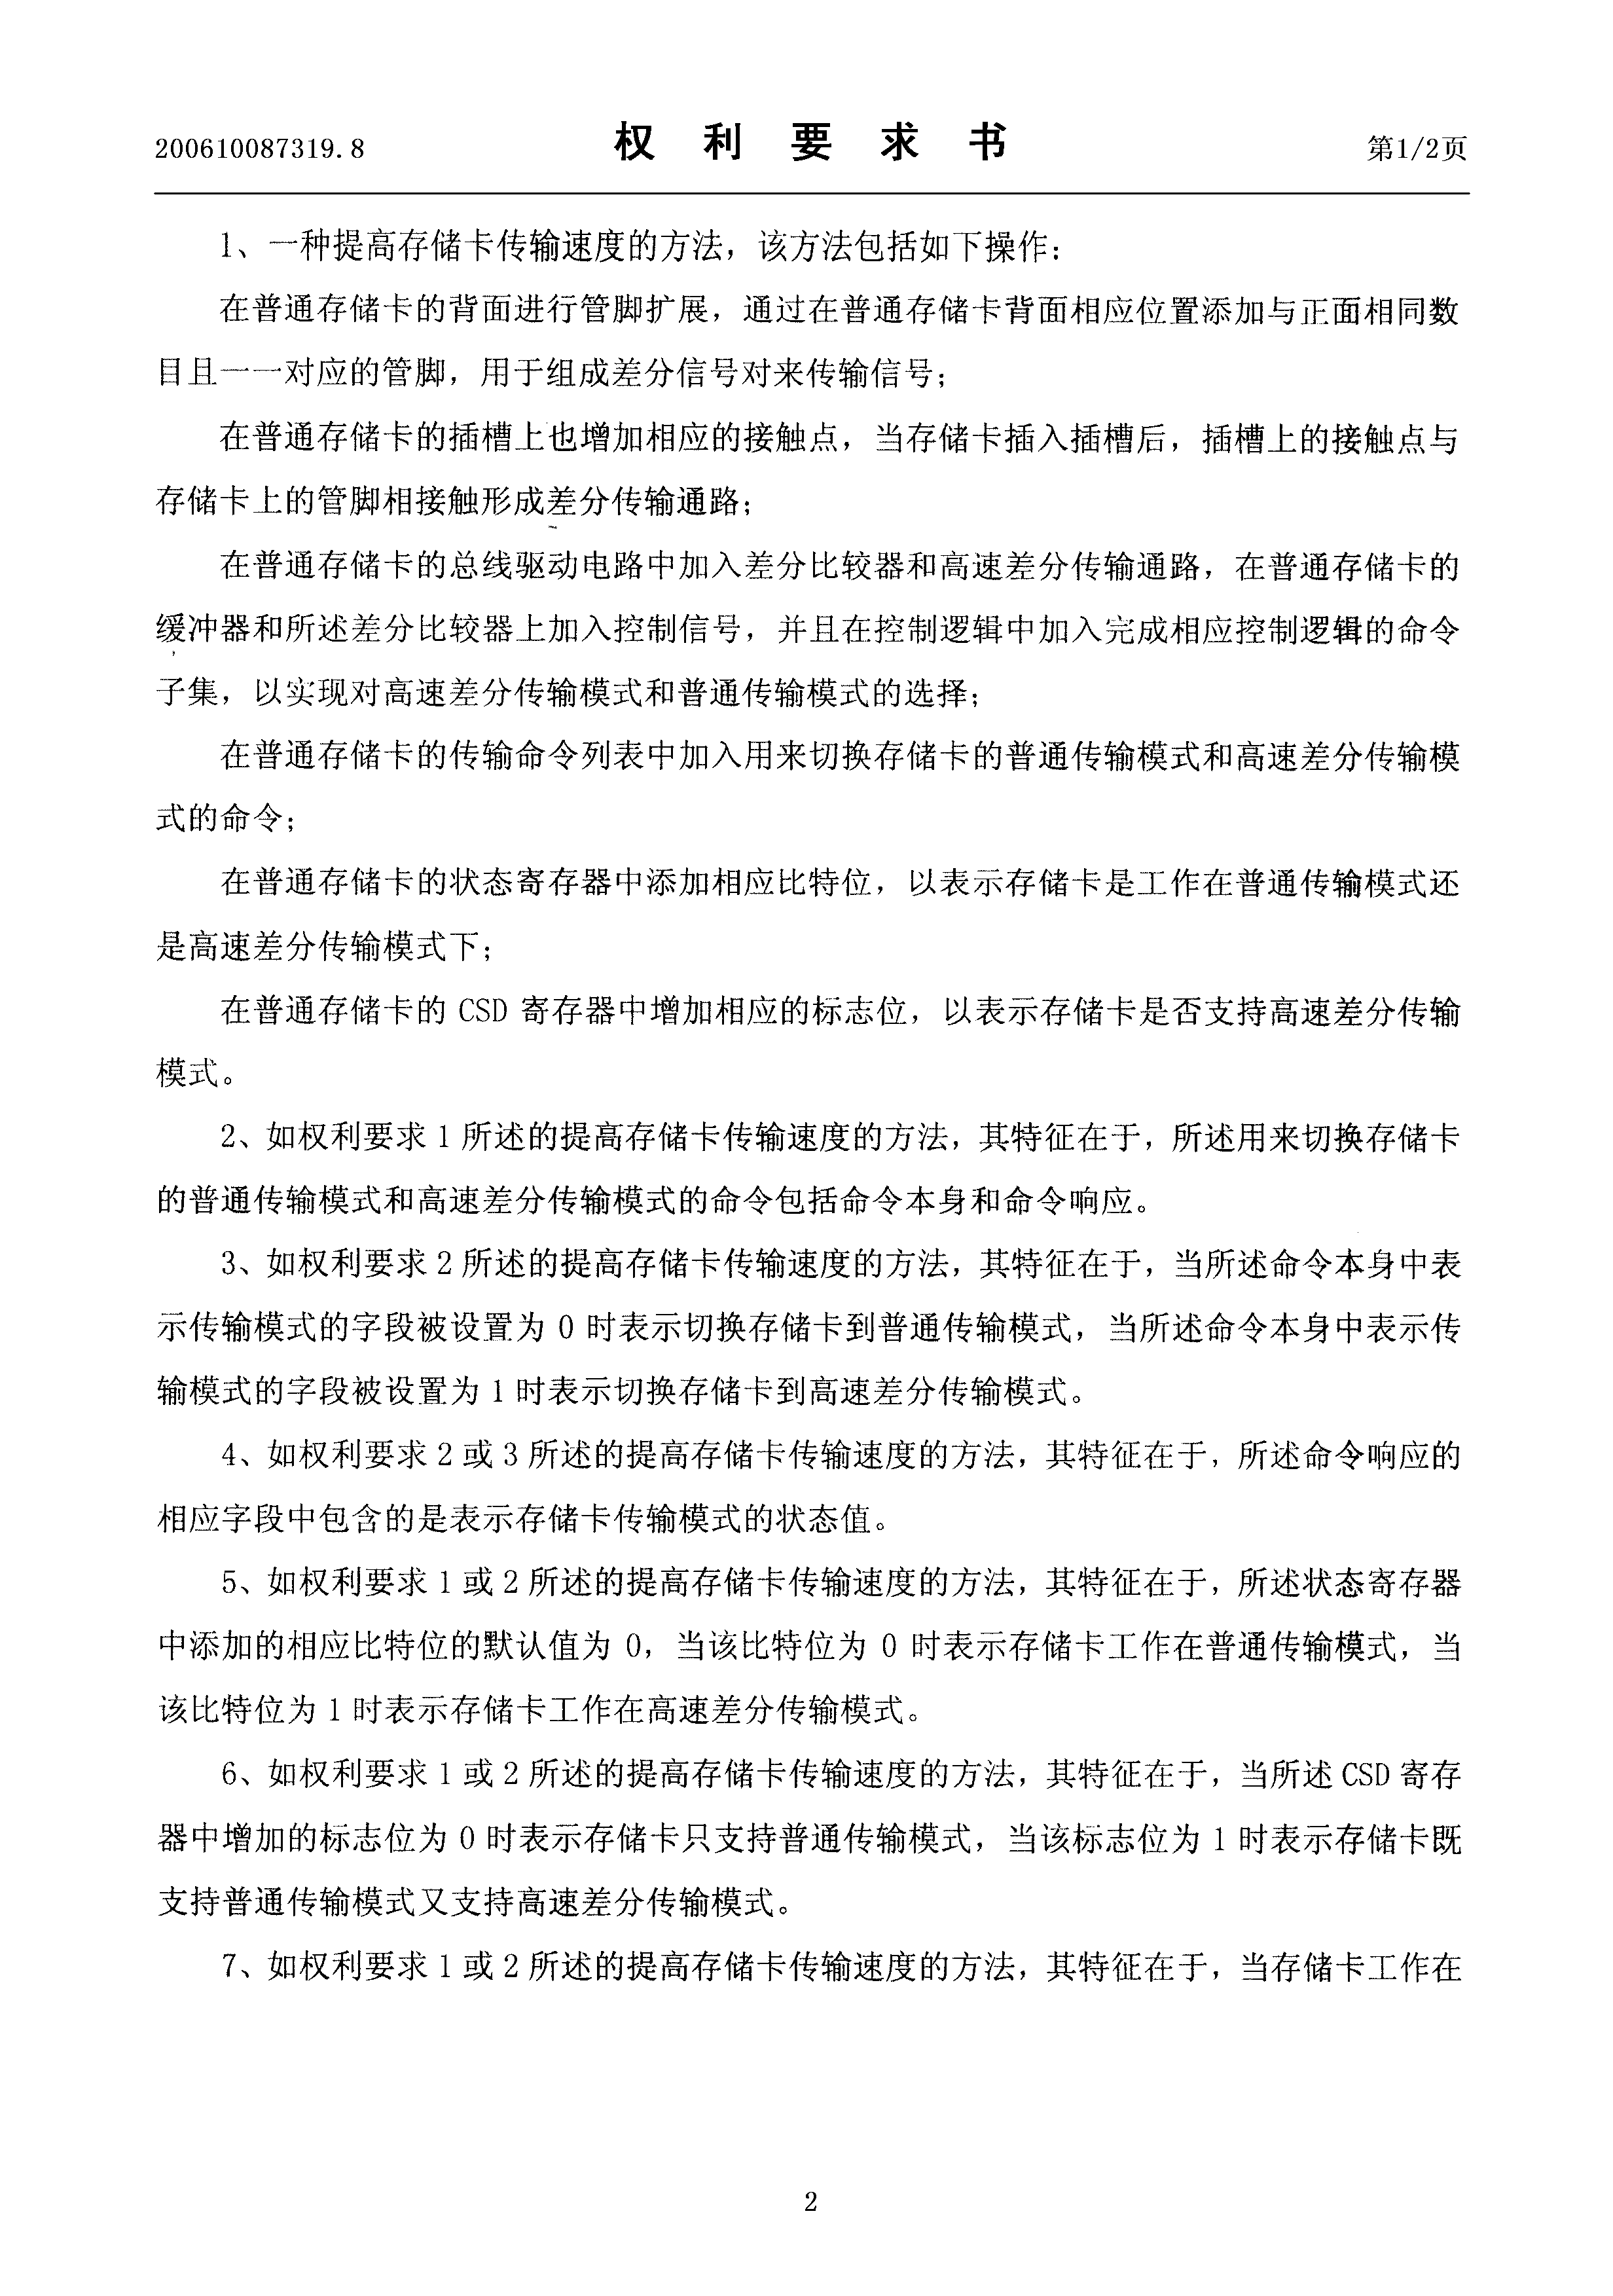 200610087319.8
权利要求书
第1/2页
1、一种提高存储卡传输速度的方法，该方法包括如下操作：
在普通存储卡的背面进行管脚扩展，通过在普通存储卡背面相应位置添加与正面相同数
目且一一对应的管脚，用于组成差分信号对来传输信号；
在普通存储卡的插槽上也增加相应的接触点，当存储卡插入插槽后，插槽上的接触点与
存储卡上的管脚相接触形成差分传输通路；
在普通存储卡的总线驱动电路中加入差分比较器和高速差分传输通路，在普通存储卡的
缓冲器和所述差分比较器上加入控制信号，并且在控制逻辑中加入完成相应控制逻辑的命令
子集，以实现对高速差分传输模式和普通传输模式的选择；
在普通存储卡的传输命令列表中加入用来切换存储卡的普通传输模式和高速差分传输模
式的命令；
在普通存储卡的状态寄存器中添加相应比特位，以表示存储卡是工作在普通传输模式还
是高速差分传输模式下；
在普通存储卡的 CSD 寄存器中增加相应的标志位，以表示存储卡是否支持高速差分传输
模式。
2、如权利要求 1 所述的提高存储卡传输速度的方法，其特征在于，所述用来切换存储卡
的普通传输模式和高速差分传输模式的命令包括命令本身和命令响应。
3、如权利要求 2 所述的提高存储卡传输速度的方法，其特征在于，当所述命令本身中表
示传输模式的字段被设置为 0 时表示切换存储卡到普通传输模式，当所述命令本身中表示传
输模式的字段被设置为 1 时表示切换存储卡到高速差分传输模式。
4、如权利要求 2 或 3 所述的提高存储卡传输速度的方法，其特征在于，所述命令响应的
相应字段中包含的是表示存储卡传输模式的状态值。
5、如权利要求 1 或 2 所述的提高存储卡传输速度的方法，其特征在于，所述状态寄存器
中添加的相应比特位的默认值为 0，当该比特位为 0 时表示存储卡工作在普通传输模式，当
该比特位为 1 时表示存储卡工作在高速差分传输模式。
6、如权利要求 1 或 2 所述的提高存储卡传输速度的方法，其特征在于，当所述 CSD 寄存
器中增加的标志位为 0 时表示存储卡只支持普通传输模式，当该标志位为 1 时表示存储卡既
支持普通传输模式又支持高速差分传输模式。
7、如权利要求 1 或 2 所述的提高存储卡传输速度的方法，其特征在于，当存储卡工作在
2